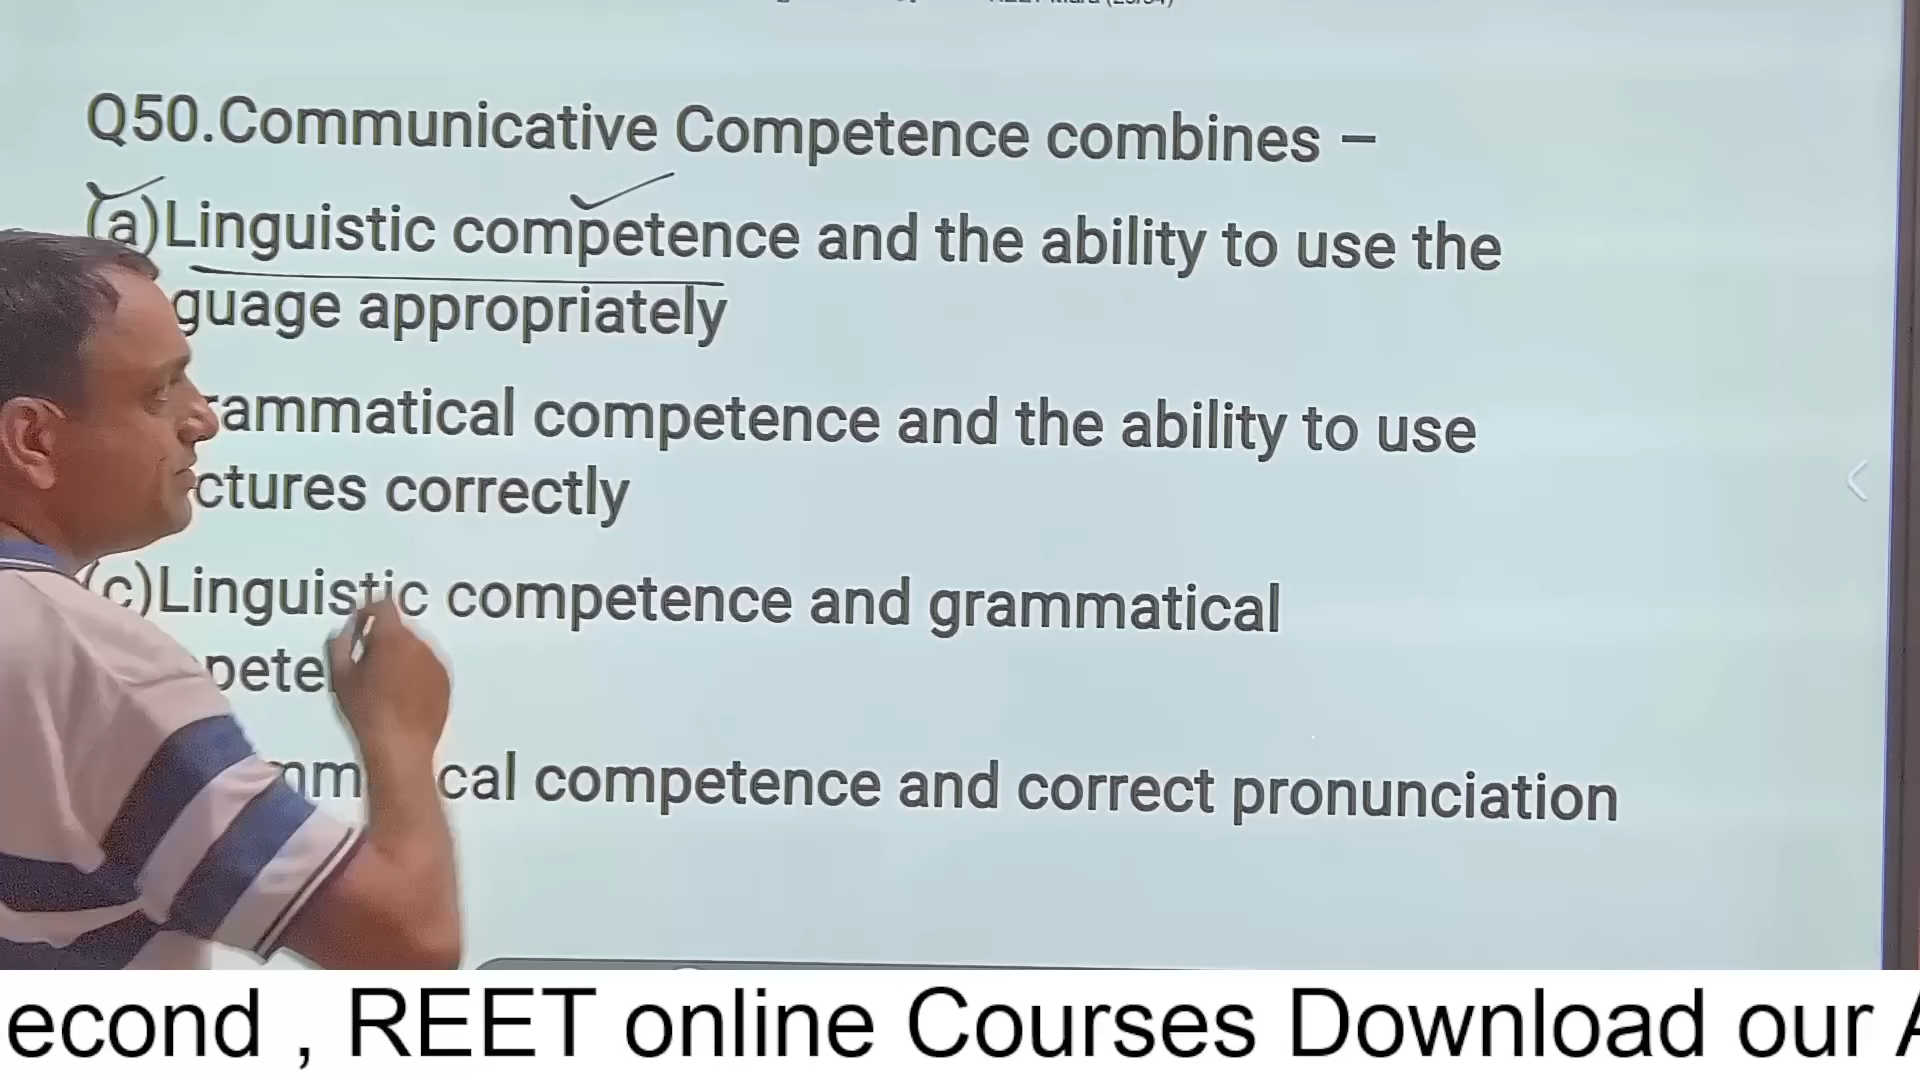 Q50.Communicative Competence combines –
(a)Linguistic competence and the ability to use the
guage appropriately
rammatical competence and the ability to use
ctures correctly
(c)Linguistic competence and grammatical
cal competence and correct pronunciation
econd , REET online Courses Download our